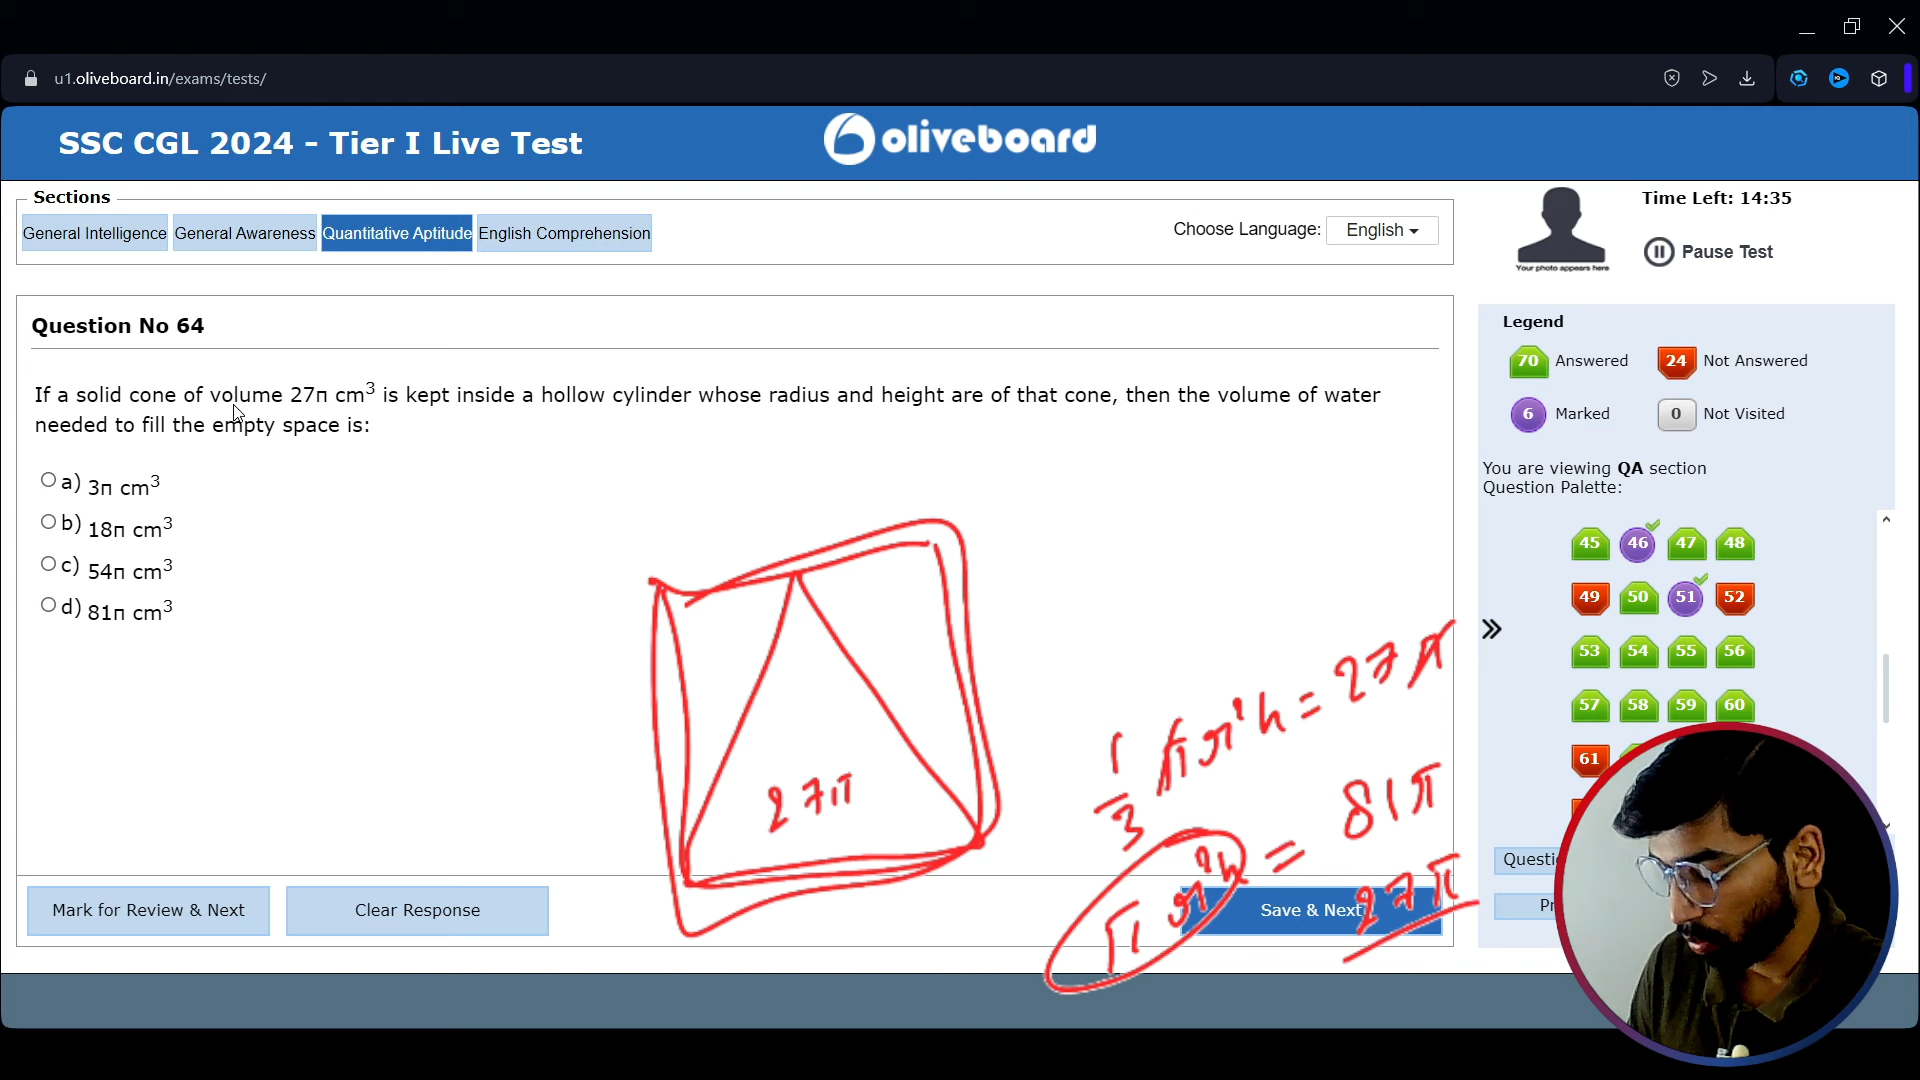 u1.oliveboard.in/exams/tests/
SSC CGL 2024 - Tier I Live Test
oliveboard
Sections
General Intelligence General Awareness Quantitative Aptitude English Comprehension
Choose Language: English
Your photo appears here
Time Left: 14:35
Pause Test
Question No 64
If a solid cone of volume 27π cm³ is kept inside a hollow cylinder whose radius and height are of that cone, then the volume of water
needed to fill the empty space is:
a) 3π cm³
b) 18π cm³
c) 54π cm³
d) 81π cm³
27π
1/3 πr²h = 27π
πr²h = 81π
27π
Mark for Review & Next
Clear Response
Save & Next
Legend
70 Answered 24 Not Answered
6 Marked 0 Not Visited
You are viewing QA section
Question Palette:
45 46 47 48
49 50 51 52
53 54 55 56
57 58 59 60
61